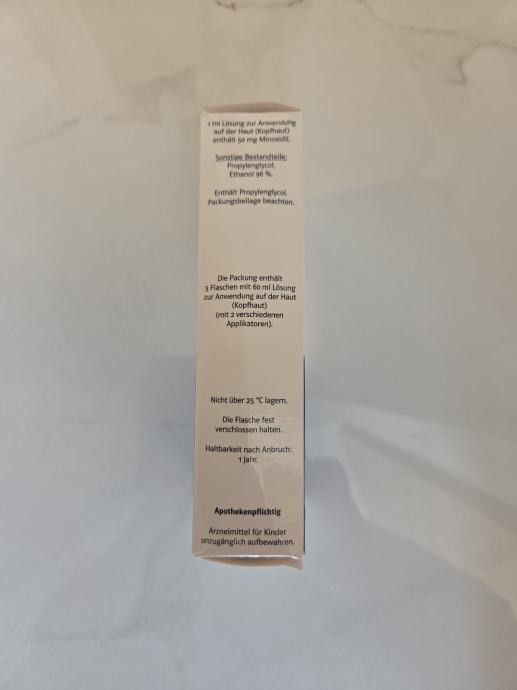 1 ml Lösung zur Anwendung
auf der Haut (Kopfhaut)
enthält 50 mg Minoxidil.
Sonstige Bestandteile:
Propylenglycol,
Ethanol 96 %.
Enthält Propylenglycol.
Packungsbeilage beachten.
Die Packung enthält
3 Flaschen mit 60 ml Lösung
zur Anwendung auf der Haut
(Kopfhaut)
(mit 2 verschiedenen
Applikatoren).
Nicht über 25 °C lagern.
Die Flasche fest
verschlossen halten.
Haltbarkeit nach Anbruch:
1 Jahr.
Apothekenpflichtig
Arzneimittel für Kinder
unzugänglich aufbewahren.